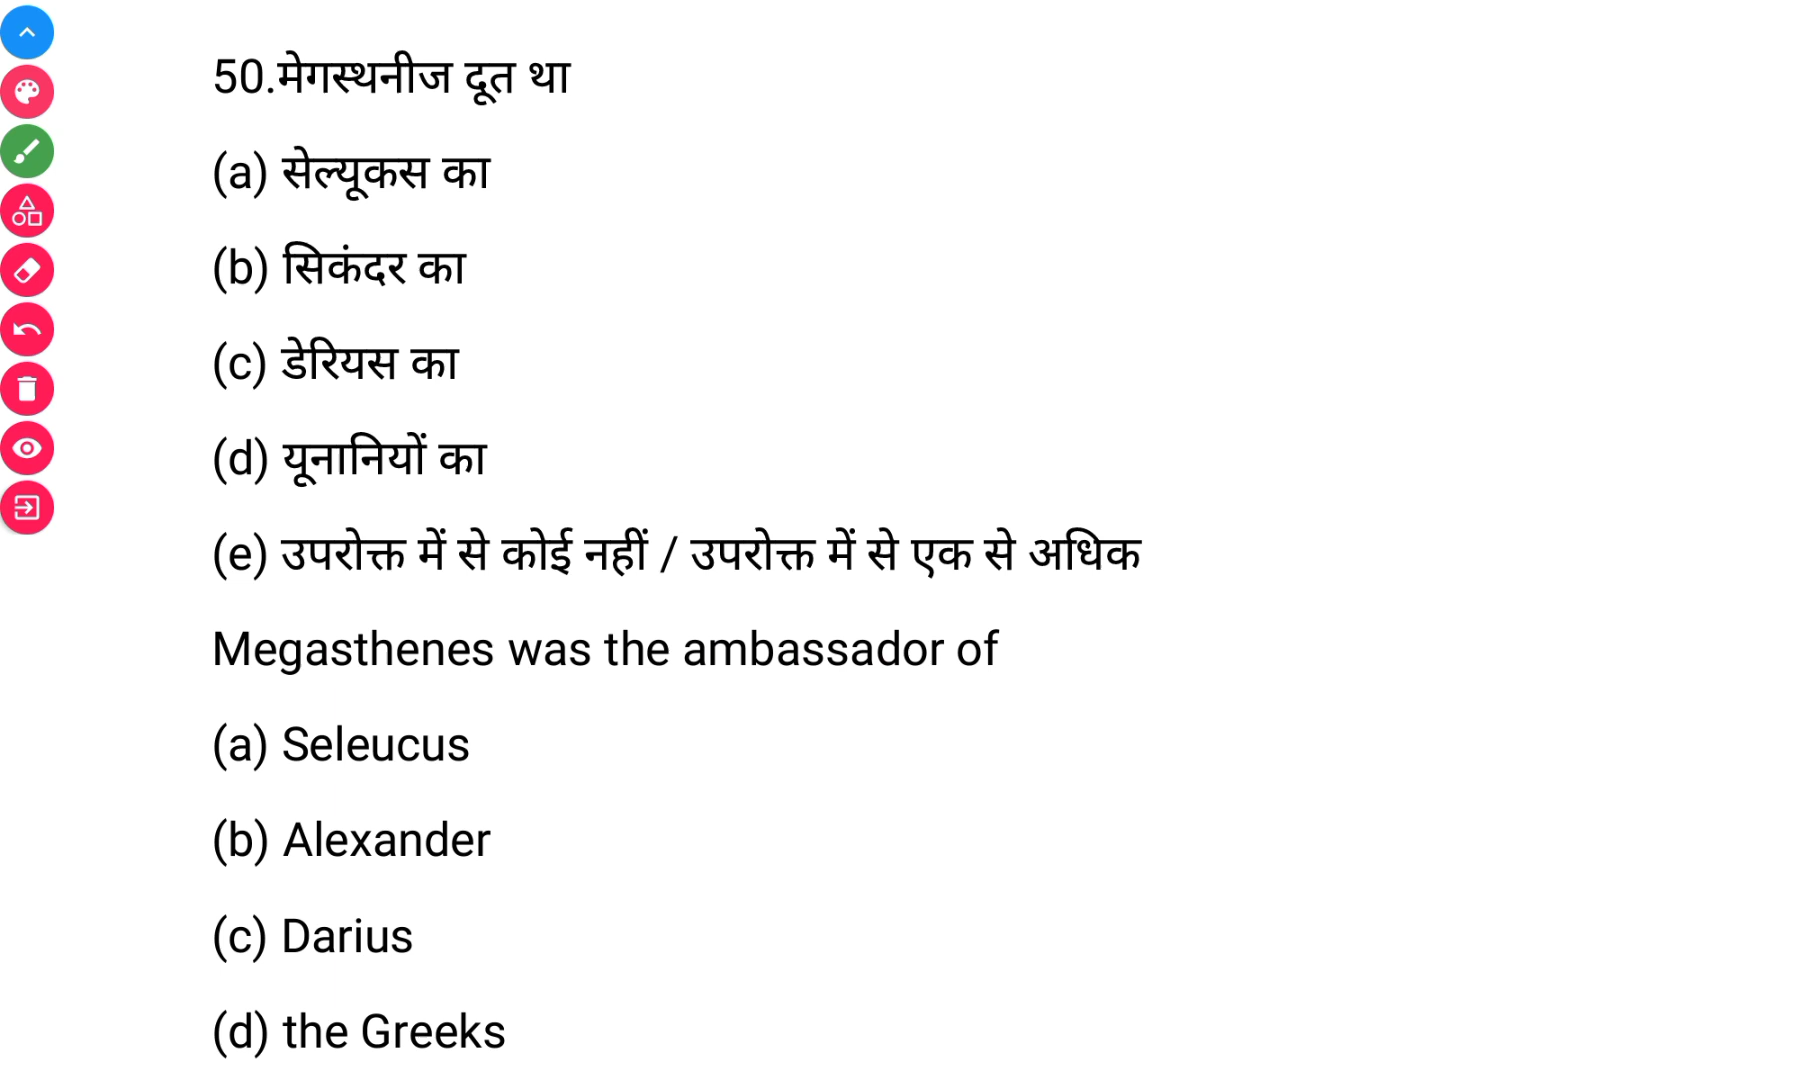 50.मेगस्थनीज दूत था
(a) सेल्यूकस का
(b) सिकंदर का
(c) डेरियस का
(d) यूनानियों का
(e) उपरोक्त में से कोई नहीं / उपरोक्त में से एक से अधिक
Megasthenes was the ambassador of
(a) Seleucus
(b) Alexander
(c) Darius
(d) the Greeks